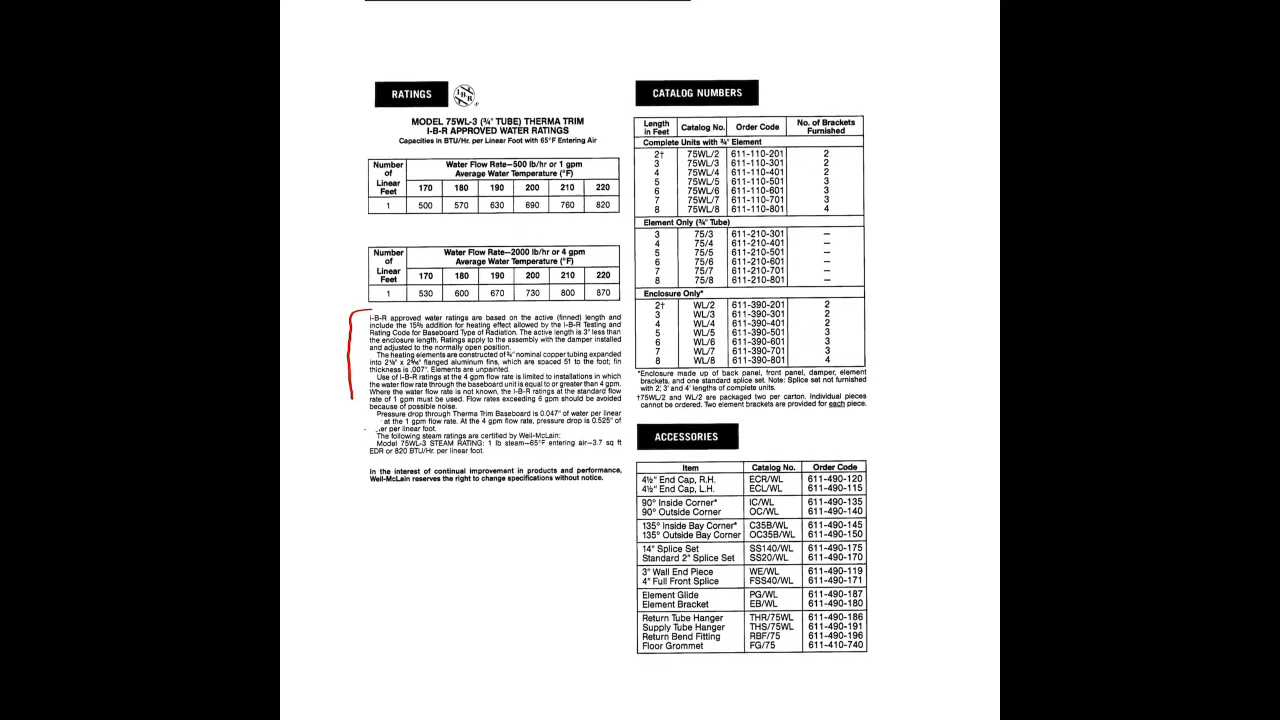 RATINGS
I=B=R
®
MODEL 75WL-3 (¾" TUBE) THERMA TRIM
I-B-R APPROVED WATER RATINGS
Capacities in BTU/Hr. per Linear Foot with 65°F Entering Air
Number of Linear Feet
Water Flow Rate—500 lb/hr or 1 gpm
Average Water Temperature (°F)
170 180 190 200 210 220
1 500 570 630 690 760 820
Number of Linear Feet
Water Flow Rate—2000 lb/hr or 4 gpm
Average Water Temperature (°F)
170 180 190 200 210 220
1 530 600 670 730 800 870
I-B-R approved water ratings are based on the active (finned) length and
include the 15% addition for heating effect allowed by the I-B-R Testing and
Rating Code for Baseboard Type of Radiation. The active length is 3" less than
the enclosure length. Ratings apply to the assembly with the damper installed
and adjusted to the normally open position.
The heating elements are constructed of ¾" nominal copper tubing expanded
into flanged aluminum fins, which are spaced 51 to the foot; fin
thickness is .007". Elements are unpainted.
Use of I-B-R ratings at the 4 gpm flow rate is limited to installations in which
the water flow rate through the baseboard unit is equal to or greater than 4 gpm.
Where the water flow rate is not known, the I-B-R ratings at the standard flow
rate of 1 gpm must be used. Flow rates exceeding 6 gpm should be avoided
because of possible noise.
Pressure drop through Therma Trim Baseboard is 0.047" of water per linear
at the 1 gpm flow rate. At the 4 gpm flow rate, pressure drop is 0.525" of
er per linear foot.
The following steam ratings are certified by Weil-McLain:
Model 75WL-3 STEAM RATING: 1 lb steam—65°F entering air—3.7 sq ft
EDR or 820 BTU/Hr. per linear foot.
In the interest of continual improvement in products and performance,
Weil-McLain reserves the right to change specifications without notice.
CATALOG NUMBERS
Length in Feet Catalog No. Order Code No. of Brackets Furnished
Complete Units with ¾" Element
2† 75WL/2 611-110-201 2
3 75WL/3 611-110-301 2
4 75WL/4 611-110-401 2
5 75WL/5 611-110-501 3
6 75WL/6 611-110-601 3
7 75WL/7 611-110-701 3
8 75WL/8 611-110-801 4
Element Only (¾" Tube)
3 75/3 611-210-301 —
4 75/4 611-210-401 —
5 75/5 611-210-501 —
6 75/6 611-210-601 —
7 75/7 611-210-701 —
8 75/8 611-210-801 —
Enclosure Only*
2† WL/2 611-390-201 2
3 WL/3 611-390-301 2
4 WL/4 611-390-401 2
5 WL/5 611-390-501 3
6 WL/6 611-390-601 3
7 WL/7 611-390-701 3
8 WL/8 611-390-801 4
*Enclosure made up of back panel, front panel, damper, element
brackets, and one standard splice set. Note: Splice set not furnished
with 2', 3' and 4' lengths of complete units.
†75WL/2 and WL/2 are packaged two per carton. Individual pieces
cannot be ordered. Two element brackets are provided for each piece.
ACCESSORIES
Item Catalog No. Order Code
4½" End Cap, R.H. ECR/WL 611-490-120
4½" End Cap, L.H. ECL/WL 611-490-115
90° Inside Corner* IC/WL 611-490-135
90° Outside Corner OC/WL 611-490-140
135° Inside Bay Corner* C35B/WL 611-490-145
135° Outside Bay Corner OC35B/WL 611-490-150
14" Splice Set SS140/WL 611-490-175
Standard 2" Splice Set SS20/WL 611-490-170
3" Wall End Piece WE/WL 611-490-119
4" Full Front Splice FSS40/WL 611-490-171
Element Glide PG/WL 611-490-187
Element Bracket EB/WL 611-490-180
Return Tube Hanger THR/75WL 611-490-186
Supply Tube Hanger THS/75WL 611-490-191
Return Bend Fitting RBF/75 611-490-196
Floor Grommet FG/75 611-410-740